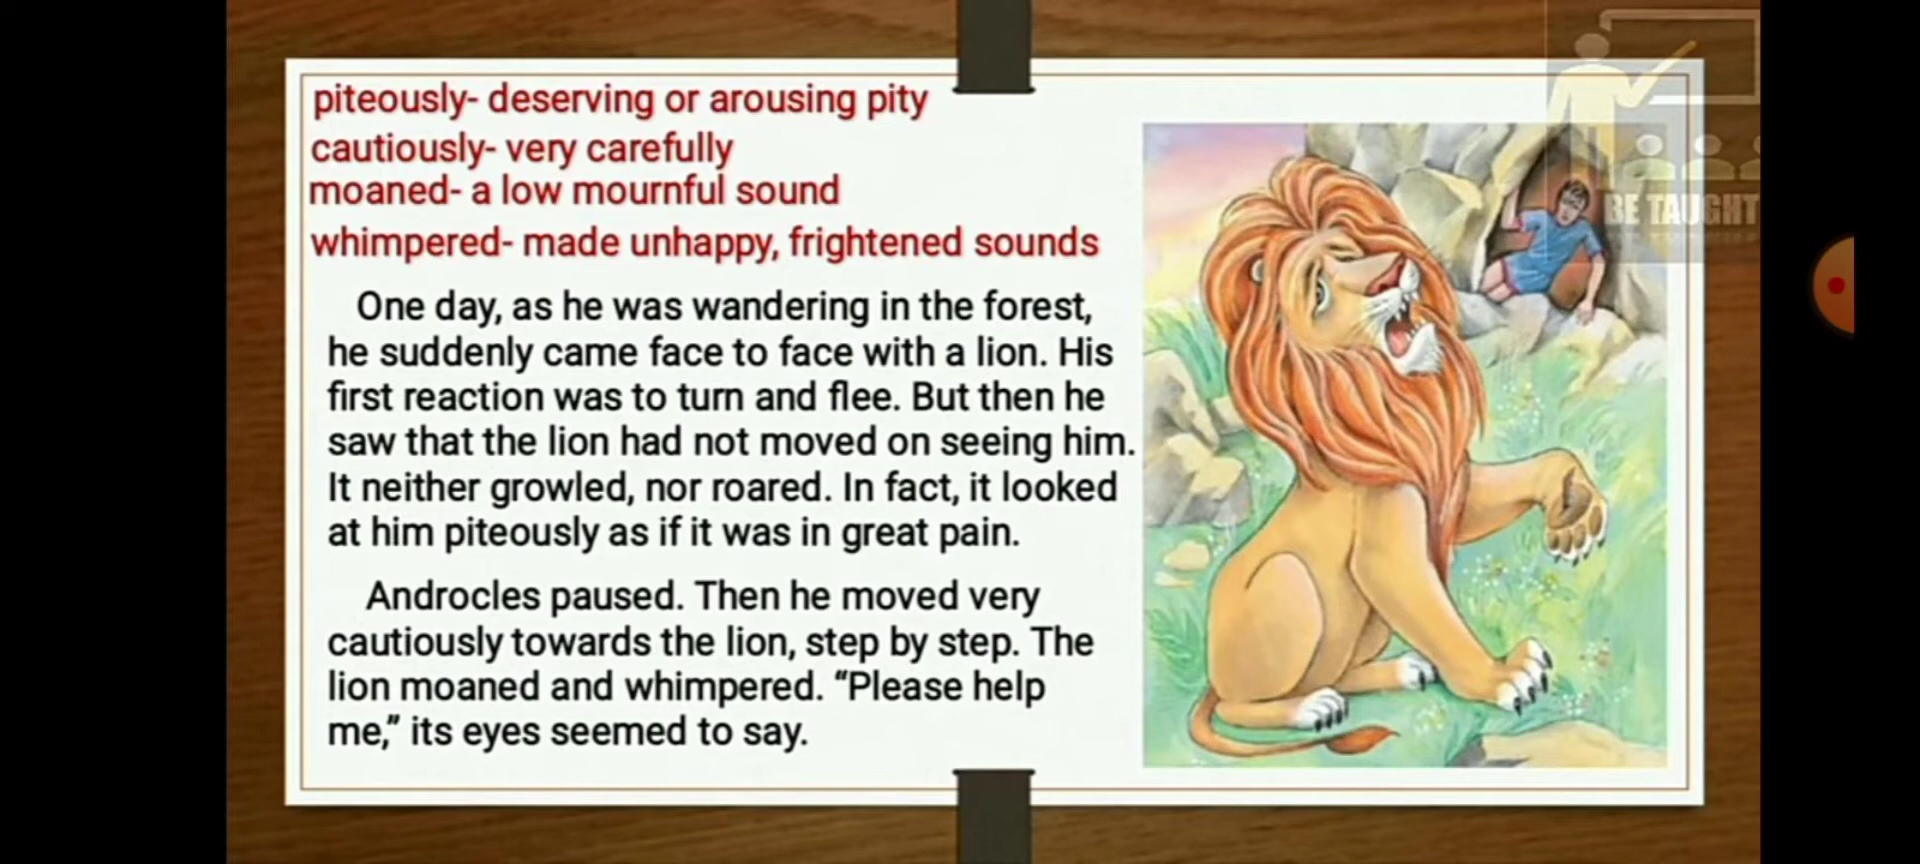 piteously- deserving or arousing pity
cautiously- very carefully
moaned- a low mournful sound
whimpered- made unhappy, frightened sounds
One day, as he was wandering in the forest,
he suddenly came face to face with a lion. His
first reaction was to turn and flee. But then he
saw that the lion had not moved on seeing him.
It neither growled, nor roared. In fact, it looked
at him piteously as if it was in great pain.
Androcles paused. Then he moved very
cautiously towards the lion, step by step. The
lion moaned and whimpered. “Please help
me,” its eyes seemed to say.
BE TAUGHT